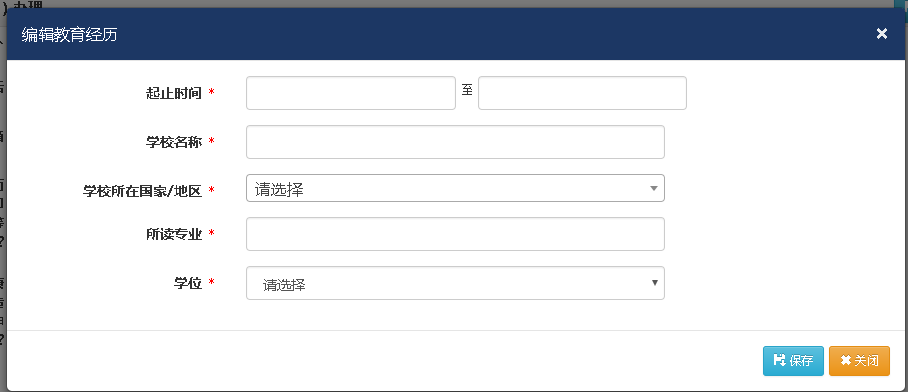 ) 办理
编辑教育经历
×
起止时间 *
至
学校名称 *
学校所在国家/地区 *
请选择
所读专业 *
学位 *
请选择
保存
关闭